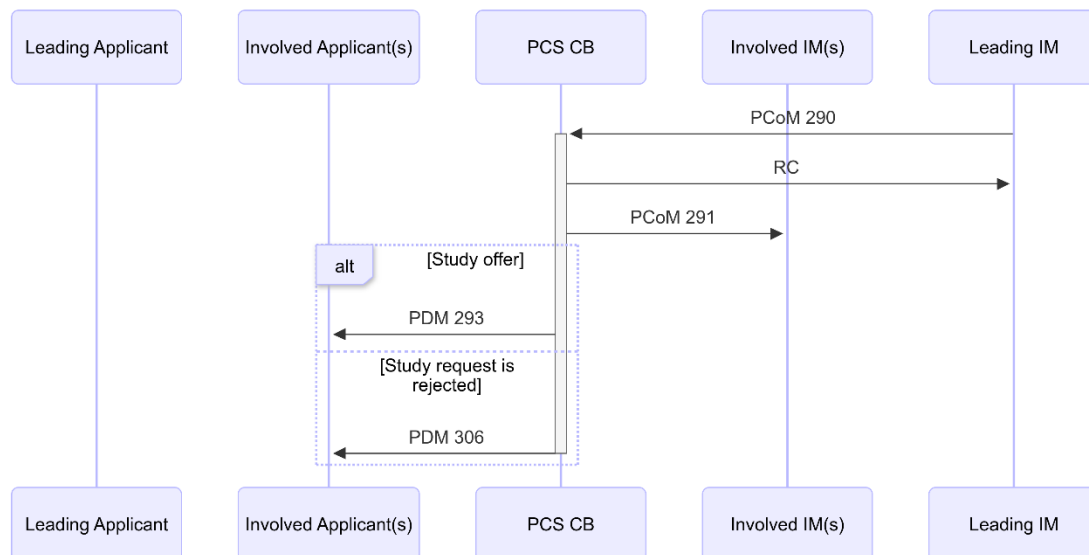 Leading Applicant
Involved Applicant(s)
PCS CB
Involved IM(s)
Leading IM
PCoM 290
RC
PCoM 291
alt
[Study offer]
PDM 293
[Study request is
rejected]
PDM 306
Leading Applicant
Involved Applicant(s)
PCS CB
Involved IM(s)
Leading IM